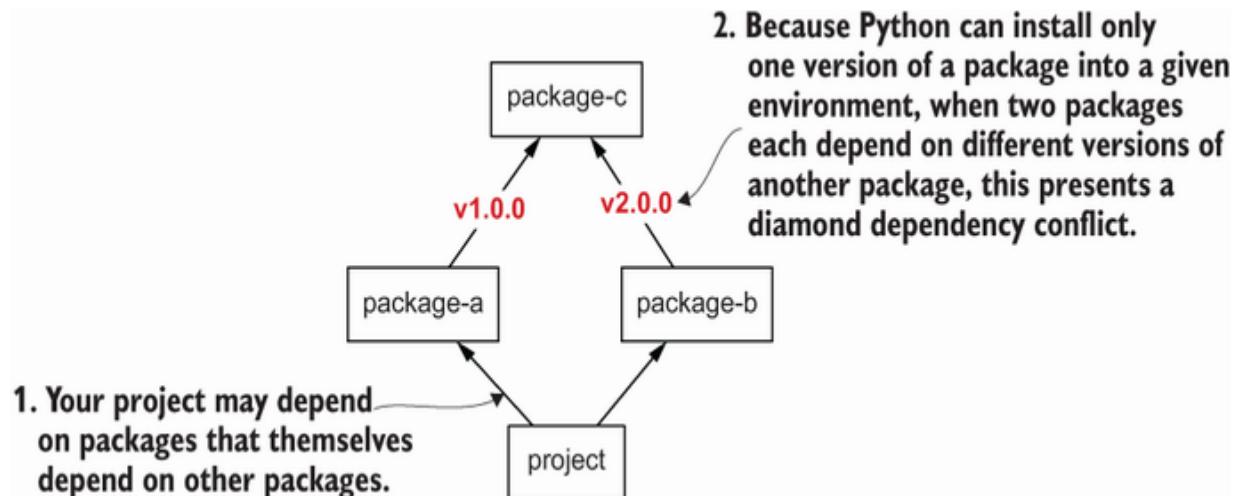 2. Because Python can install only
one version of a package into a given
environment, when two packages
each depend on different versions of
another package, this presents a
diamond dependency conflict.
package-c
v1.0.0
v2.0.0
package-a
package-b
1. Your project may depend
on packages that themselves
depend on other packages.
project